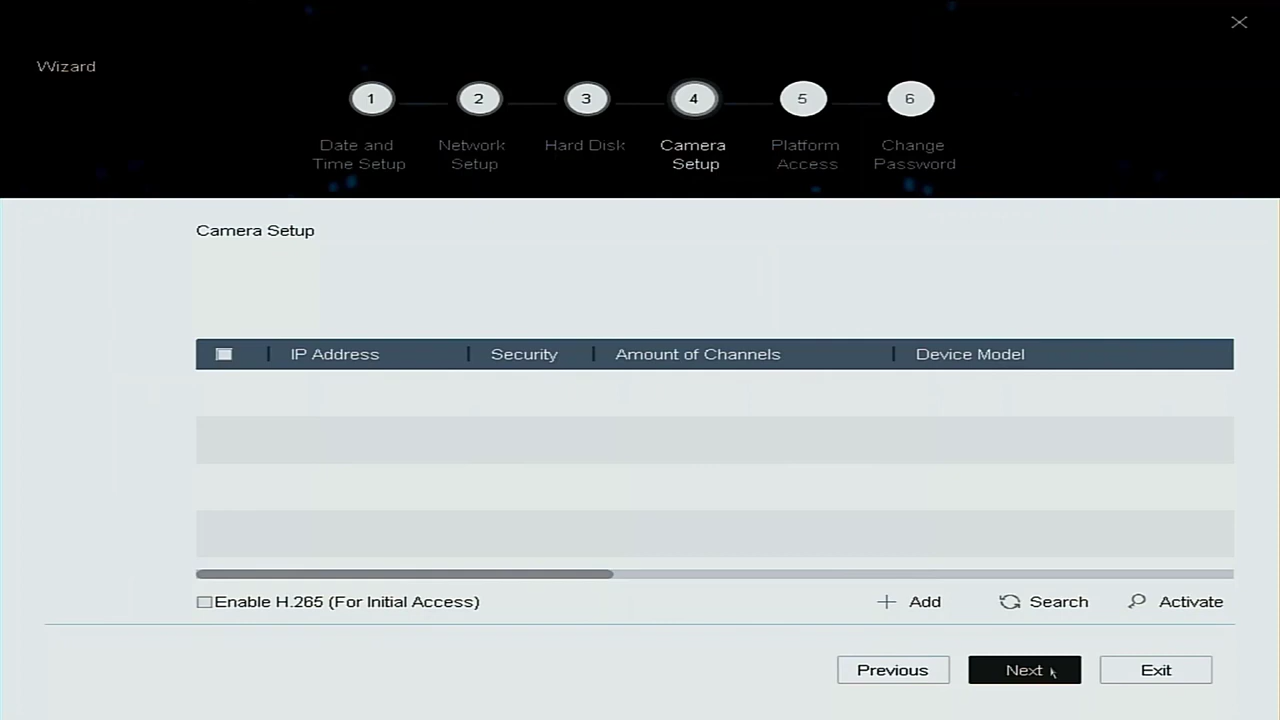 Wizard
1 2 3 4 5 6
Date and Time Setup
Network Setup
Hard Disk
Camera Setup
Platform Access
Change Password
Camera Setup
IP Address Security Amount of Channels Device Model
Enable H.265 (For Initial Access) Add Search Activate
Previous Next Exit